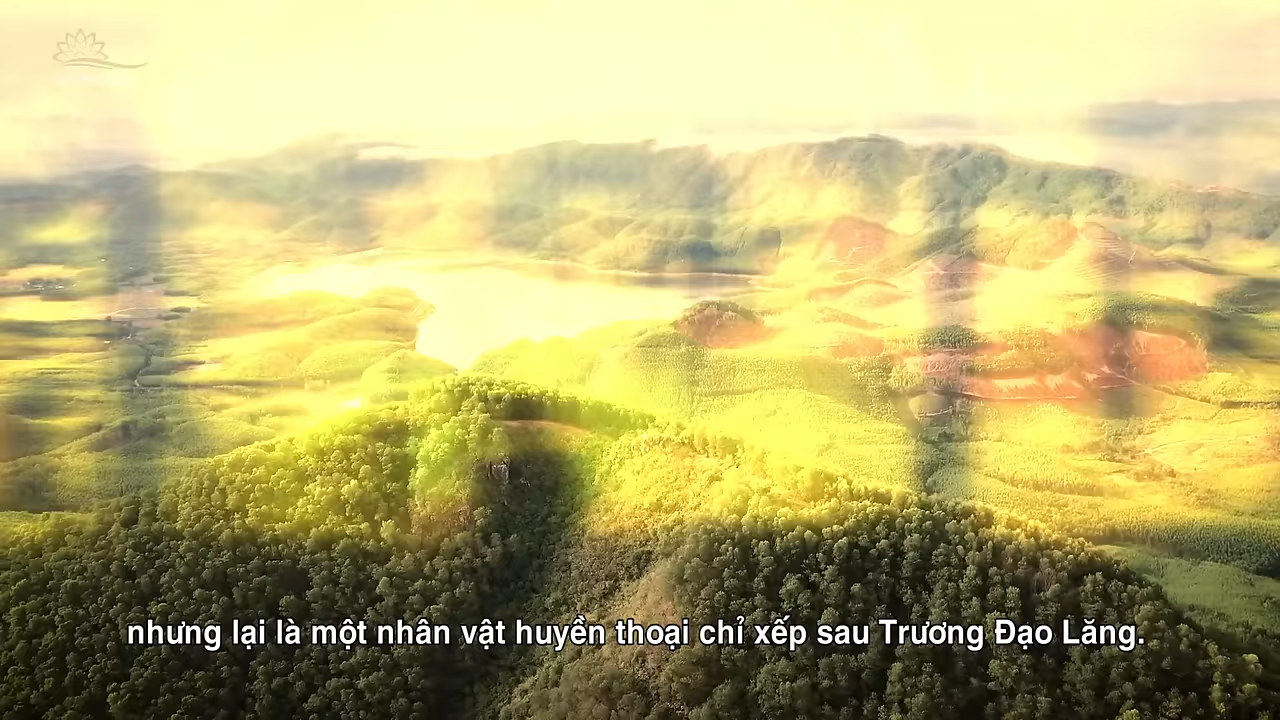 nhưng lại là một nhân vật huyền thoại chỉ xếp sau Trương Đạo Lăng.